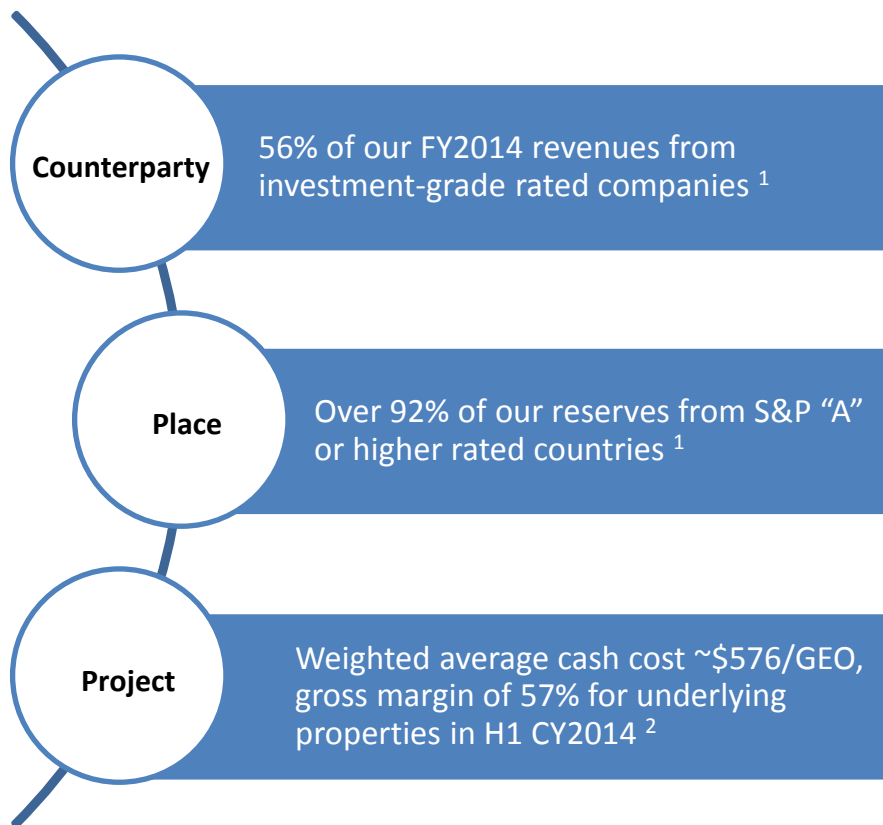 Counterparty
56% of our FY2014 revenues from
investment-grade rated companies 1
Place
Over 92% of our reserves from S&P “A”
or higher rated countries 1
Project
Weighted average cash cost ~$576/GEO,
gross margin of 57% for underlying
properties in H1 CY2014 2